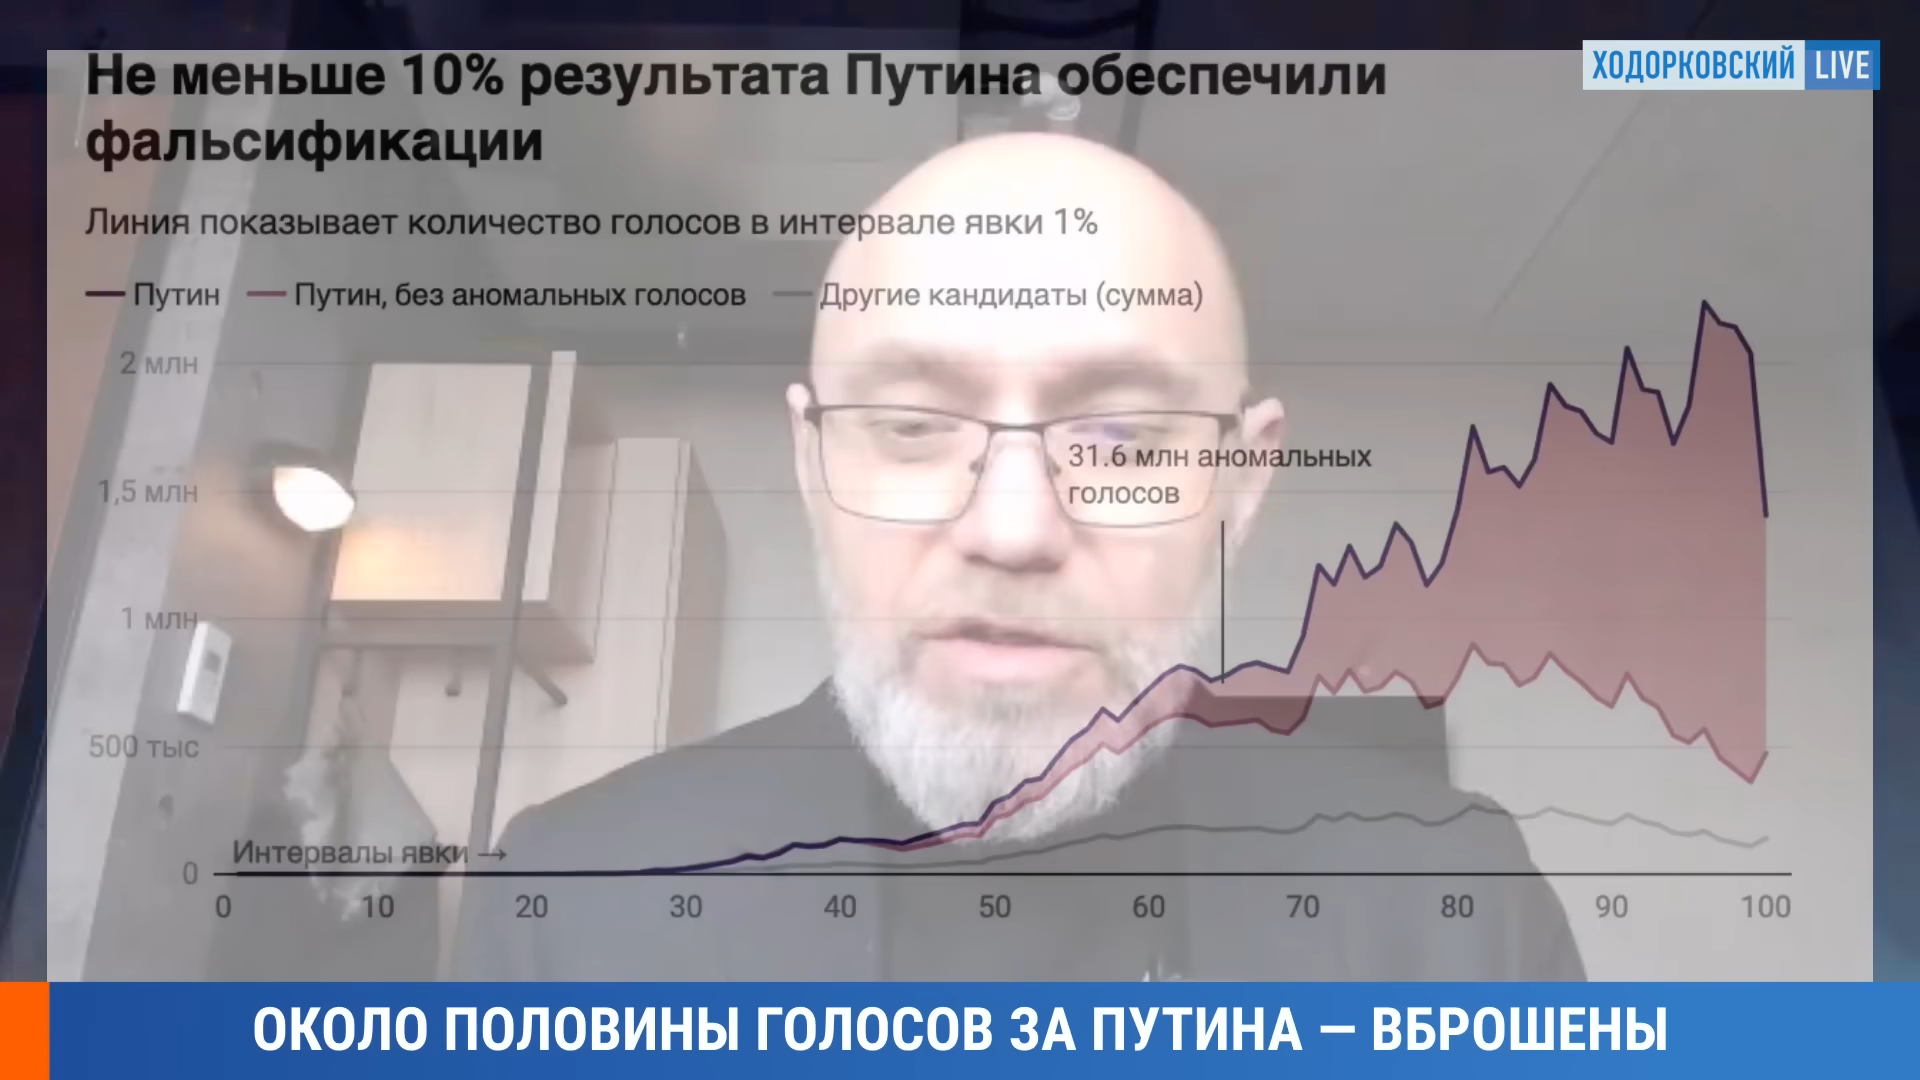 Не меньше 10% результата Путина обеспечили
фальсификации
ХОДОРКОВСКИЙ LIVE
Линия показывает количество голосов в интервале явки 1%
Путин Путин, без аномальных голосов Другие кандидаты (сумма)
2 млн
31.6 млн аномальных
голосов
1,5 млн
1 млн
500 тыс
Интервалы явки →
0
0 10 20 30 40 50 60 70 80 90 100
ОКОЛО ПОЛОВИНЫ ГОЛОСОВ ЗА ПУТИНА — ВБРОШЕНЫ